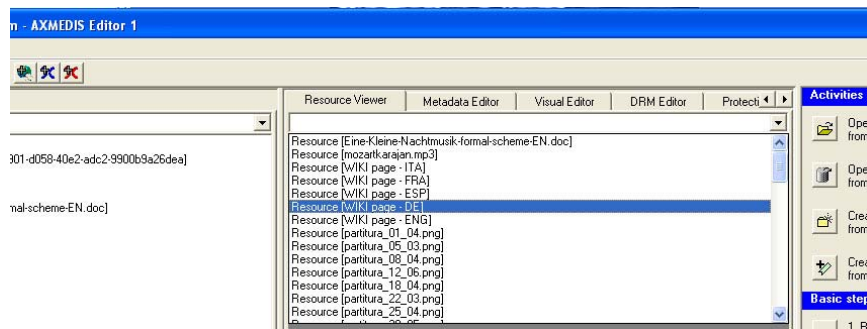 m - AXMEDIS Editor 1
Resource Viewer
Metadata Editor
Visual Editor
DRM Editor
Protecti
Activities
901-d058-40e2-adc2-9900b9a26dea]
mal-scheme-EN.doc]
Resource [Eine-Kleine-Nachtmusik-formal-scheme-EN.doc]
Resource [mozartkarajan.mp3]
Resource [WIKI page - ITA]
Resource [WIKI page - FRA]
Resource [WIKI page - ESP]
Resource [WIKI page - DE]
Resource [WIKI page - ENG]
Resource [partitura_01_04.png]
Resource [partitura_05_03.png]
Resource [partitura_08_04.png]
Resource [partitura_12_06.png]
Resource [partitura_18_04.png]
Resource [partitura_22_03.png]
Resource [partitura_25_04.png]
Ope
from
Ope
from
Crea
from
Crea
from
Basic step